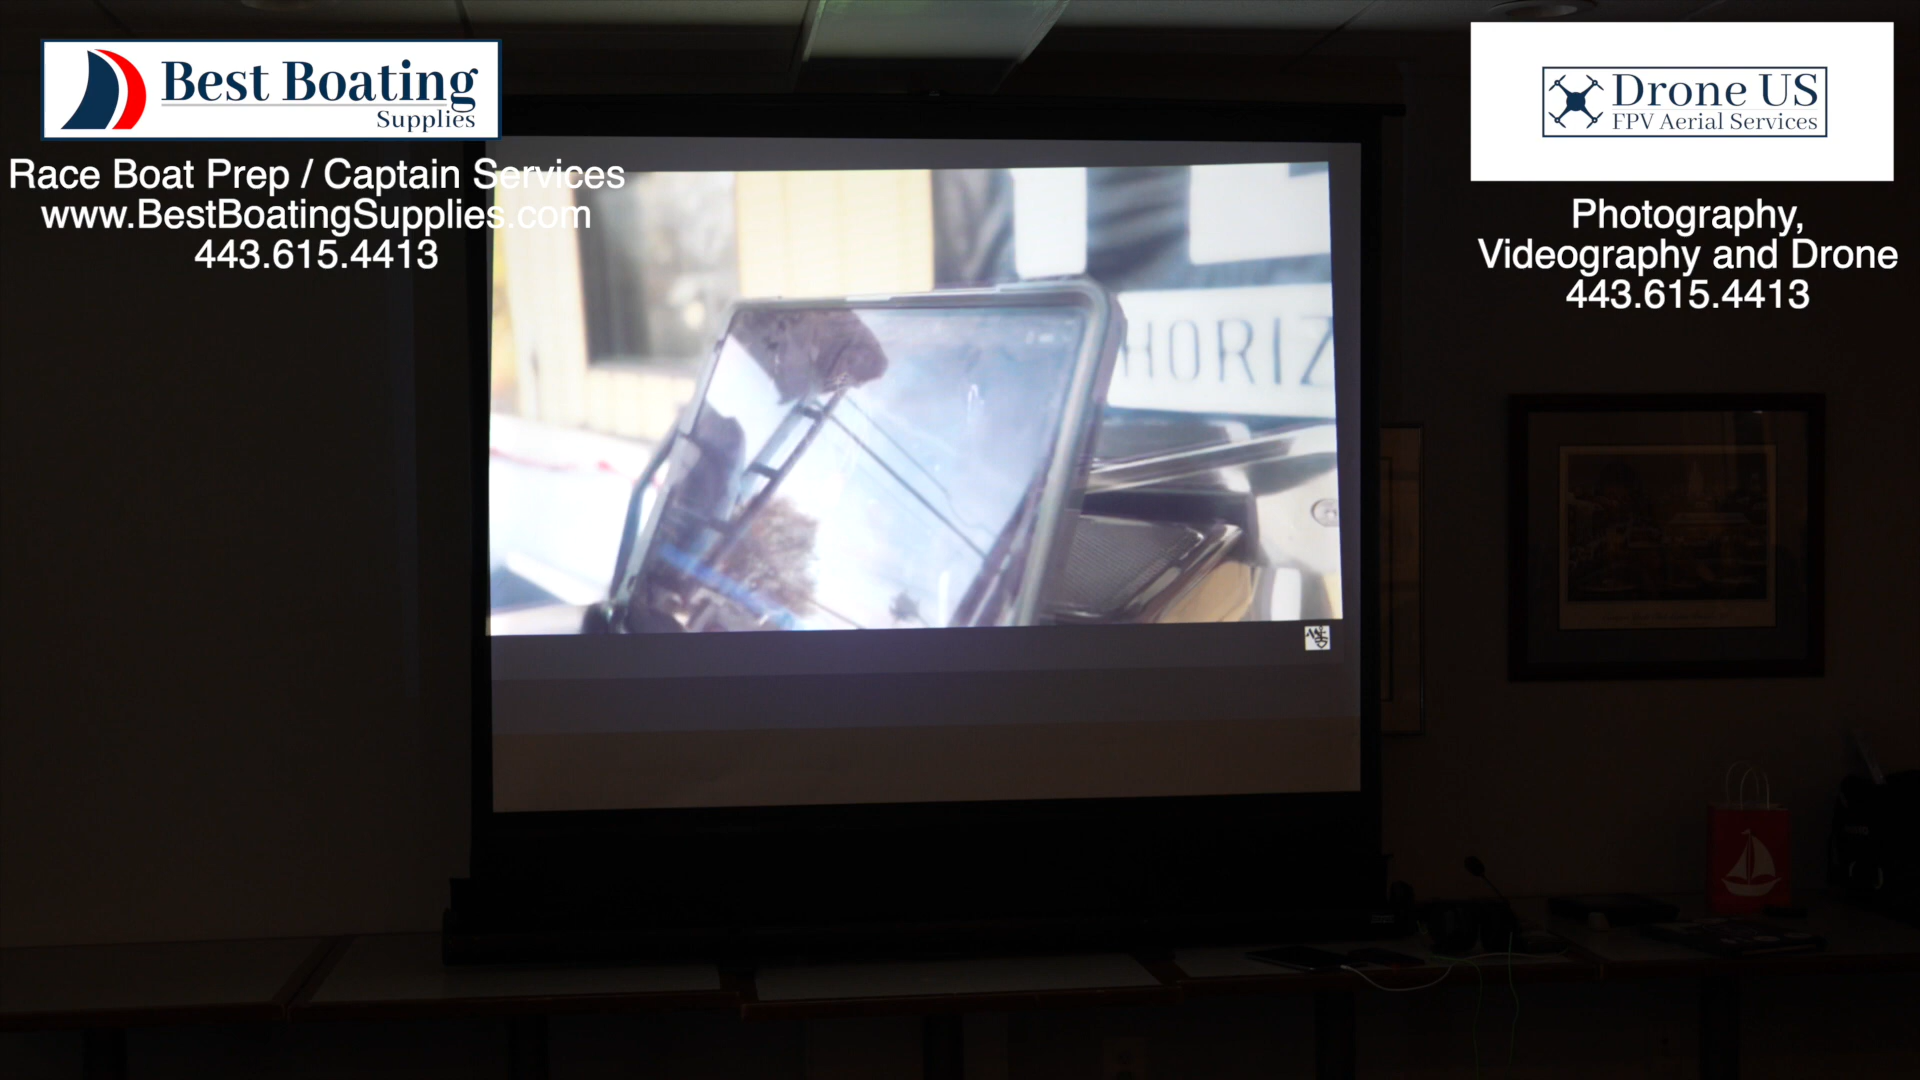 Best Boating
Supplies
Race Boat Prep / Captain Services
www.BestBoatingSupplies.com
443.615.4413
Drone US
FPV Aerial Services
Photography,
Videography and Drone
443.615.4413
HORIZ